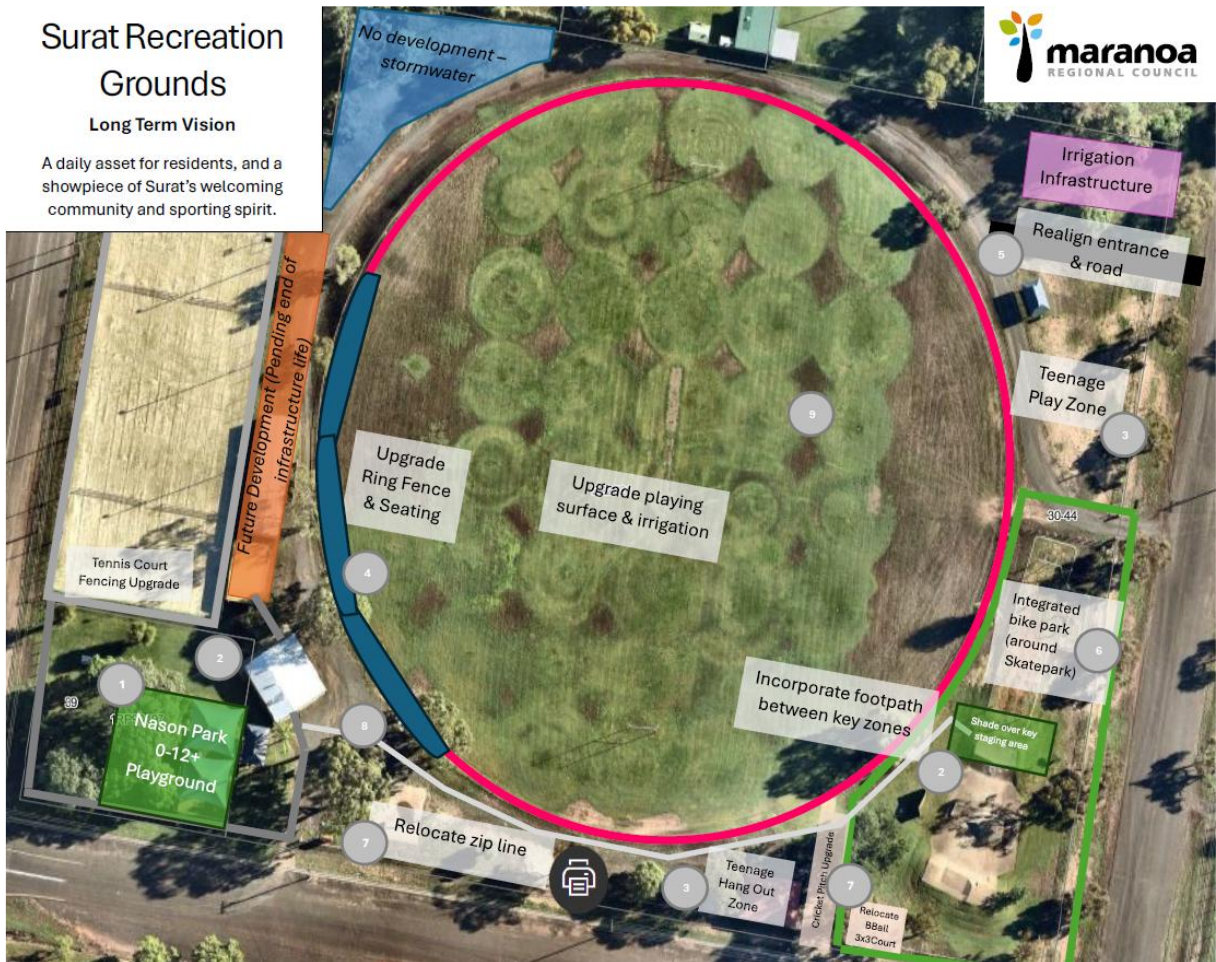 Surat Recreation
Grounds
Long Term Vision
A daily asset for residents, and a
showpiece of Surat's welcoming
community and sporting spirit.
No development –
stormwater
maranoa
REGIONAL COUNCIL
Irrigation
Infrastructure
Realign entrance
& road
5
Future Development (Pending end of
infrastructure life)
Teenage
Play Zone
3
9
Upgrade
Ring Fence
& Seating
Upgrade playing
surface & irrigation
30-44
Tennis Court
Fencing Upgrade
4
Integrated
bike park
(around
Skatepark)
6
2
1
39
Nason Park
0-12+
Playground
8
Incorporate footpath
between key zones
Shade over key
staging area
2
Relocate zip line
7
Teenage
Hang Out
Zone
3
Cricket Pitch Upgrade
7
Relocate
BBall
3x3Court